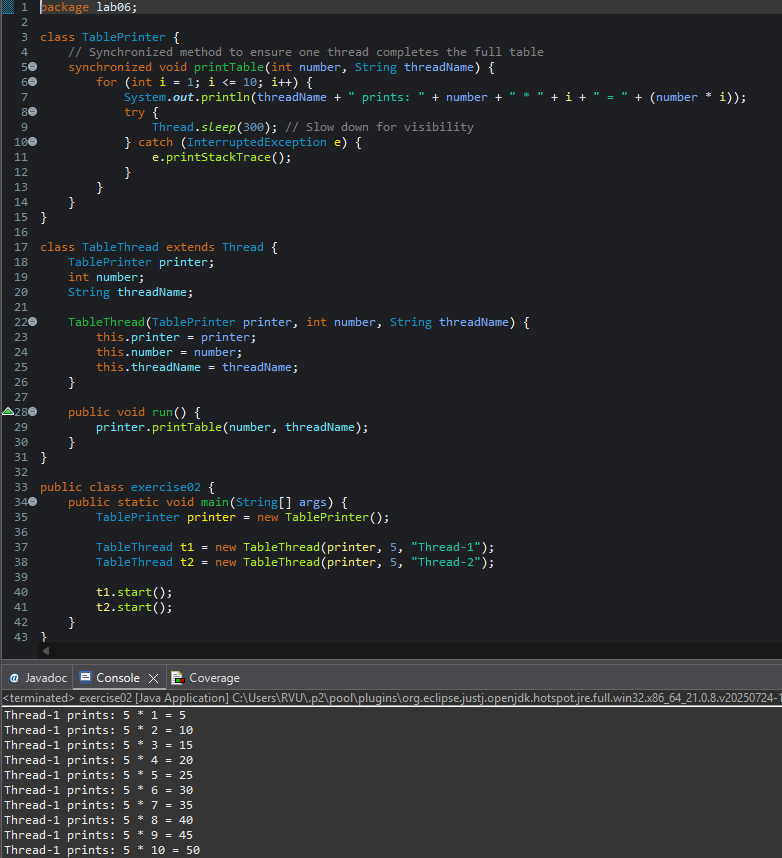 1 package lab06;
2
3 class TablePrinter {
4     // Synchronized method to ensure one thread completes the full table
5     synchronized void printTable(int number, String threadName) {
6         for (int i = 1; i <= 10; i++) {
7             System.out.println(threadName + " prints: " + number + " * " + i + " = " + (number * i));
8             try {
9                 Thread.sleep(300); // Slow down for visibility
10             } catch (InterruptedException e) {
11                 e.printStackTrace();
12             }
13         }
14     }
15 }
16
17 class TableThread extends Thread {
18     TablePrinter printer;
19     int number;
20     String threadName;
21
22     TableThread(TablePrinter printer, int number, String threadName) {
23         this.printer = printer;
24         this.number = number;
25         this.threadName = threadName;
26     }
27
28     public void run() {
29         printer.printTable(number, threadName);
30     }
31 }
32
33 public class exercise02 {
34     public static void main(String[] args) {
35         TablePrinter printer = new TablePrinter();
36
37         TableThread t1 = new TableThread(printer, 5, "Thread-1");
38         TableThread t2 = new TableThread(printer, 5, "Thread-2");
39
40         t1.start();
41         t2.start();
42     }
43 }
@ Javadoc Console Coverage
<terminated> exercise02 [Java Application] C:\Users\RVU\.p2\pool\plugins\org.eclipse.justj.openjdk.hotspot.jre.full.win32.x86_64_21.0.8.v20250724-1
Thread-1 prints: 5 * 1 = 5
Thread-1 prints: 5 * 2 = 10
Thread-1 prints: 5 * 3 = 15
Thread-1 prints: 5 * 4 = 20
Thread-1 prints: 5 * 5 = 25
Thread-1 prints: 5 * 6 = 30
Thread-1 prints: 5 * 7 = 35
Thread-1 prints: 5 * 8 = 40
Thread-1 prints: 5 * 9 = 45
Thread-1 prints: 5 * 10 = 50